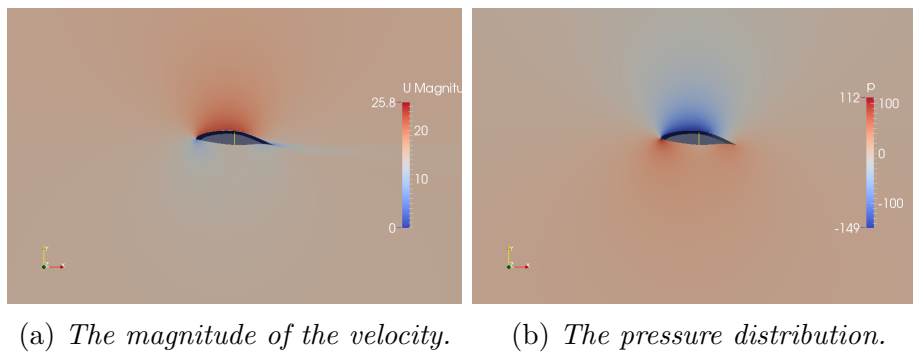 U Magnitu
25.8
20
10
0
p
112
100
0
-100
-149
(a) The magnitude of the velocity.
(b) The pressure distribution.